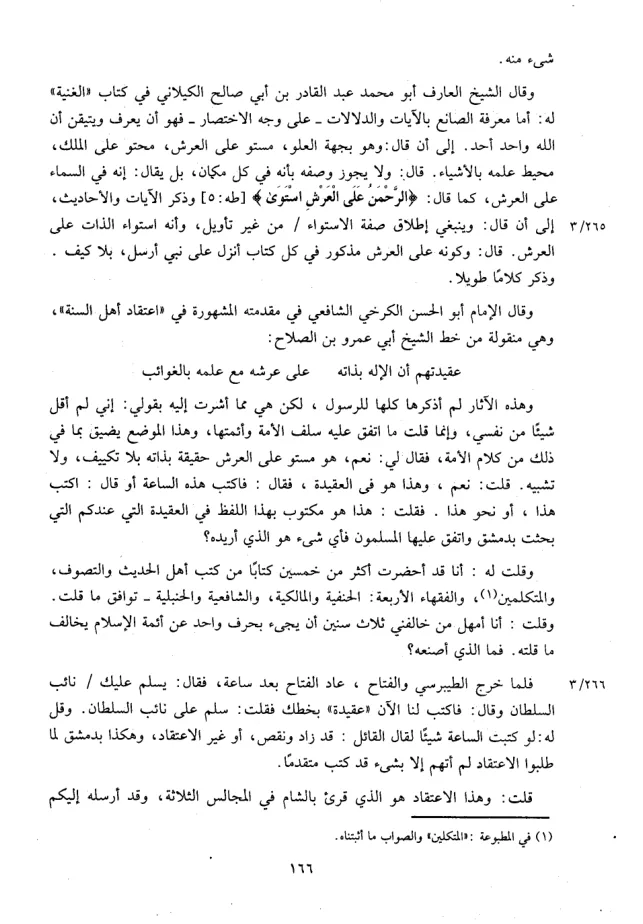 شىء منه.
وقال الشيخ العارف أبو محمد عبد القادر بن أبي صالح الكيلاني في كتاب «الغنية»
له: أما معرفة الصانع بالآيات والدلالات ـ على وجه الاختصار ـ فهو أن يعرف ويتيقن أن
الله واحد أحد. إلى أن قال:وهو بجهة العلو، مستو على العرش، محتو على الملك،
محيط علمه بالأشياء. قال: ولا يجوز وصفه بأنه في كل مكان، بل يقال: إنه في السماء
على العرش، كما قال: ﴿الرَّحْمَنُ عَلَى الْعَرْشِ اسْتَوَىٰ﴾ [طه:٥] وذكر الآيات والأحاديث،
٣/٢٦٥ إلى أن قال: وينبغي إطلاق صفة الاستواء / من غير تأويل، وأنه استواء الذات على
العرش. قال: وكونه على العرش مذكور في كل كتاب أنزل على نبي أرسل، بلا كيف .
وذكر كلامًا طويلا.
وقال الإمام أبو الحسن الكرخي الشافعي في مقدمته المشهورة في «اعتقاد أهل السنة»،
وهي منقولة من خط الشيخ أبي عمرو بن الصلاح:
عقيدتهم أن الإله بذاته على عرشه مع علمه بالغوائب
وهذه الآثار لم أذكرها كلها للرسول ، لكن هي مما أشرت إليه بقولي: إني لم أقل
شيئًا من نفسي، وإنما قلت ما اتفق عليه سلف الأمة وأئمتها، وهذا الموضع يضيق بما في
ذلك من كلام الأمة، فقال لي: نعم، هو مستو على العرش حقيقة بذاته بلا تكييف، ولا
تشبيه. قلت: نعم ، وهذا هو فى العقيدة ، فقال : فاكتب هذه الساعة أو قال : اكتب
هذا ، أو نحو هذا . فقلت : هذا هو مكتوب بهذا اللفظ في العقيدة التي عندكم التي
بحثت بدمشق واتفق عليها المسلمون فأي شىء هو الذي أريده؟
وقلت له : أنا قد أحضرت أكثر من خمسين كتابًا من كتب أهل الحديث والتصوف،
والمتكلمين(١)، والفقهاء الأربعة: الحنفية والمالكية، والشافعية والحنبلية ـ توافق ما قلت.
وقلت : أنا أمهل من خالفني ثلاث سنين أن يجىء بحرف واحد عن أئمة الإسلام يخالف
ما قلته. فما الذي أصنعه؟
٣/٢٦٦ فلما خرج الطيبرسي والفتاح ، عاد الفتاح بعد ساعة، فقال: يسلم عليك / نائب
السلطان وقال: فاكتب لنا الآن «عقيدة» بخطك فقلت: سلم على نائب السلطان. وقل
له:لو كتبت الساعة شيئًا لقال القائل : قد زاد ونقص، أو غير الاعتقاد، وهكذا بدمشق لما
طلبوا الاعتقاد لم أتهم إلا بشىء قد كتب متقدمًا.
قلت: وهذا الاعتقاد هو الذي قرئ بالشام في المجالس الثلاثة، وقد أرسله إليكم
(١) في المطبوعة :«المتكلين» والصواب ما أثبتناه.
١٦٦